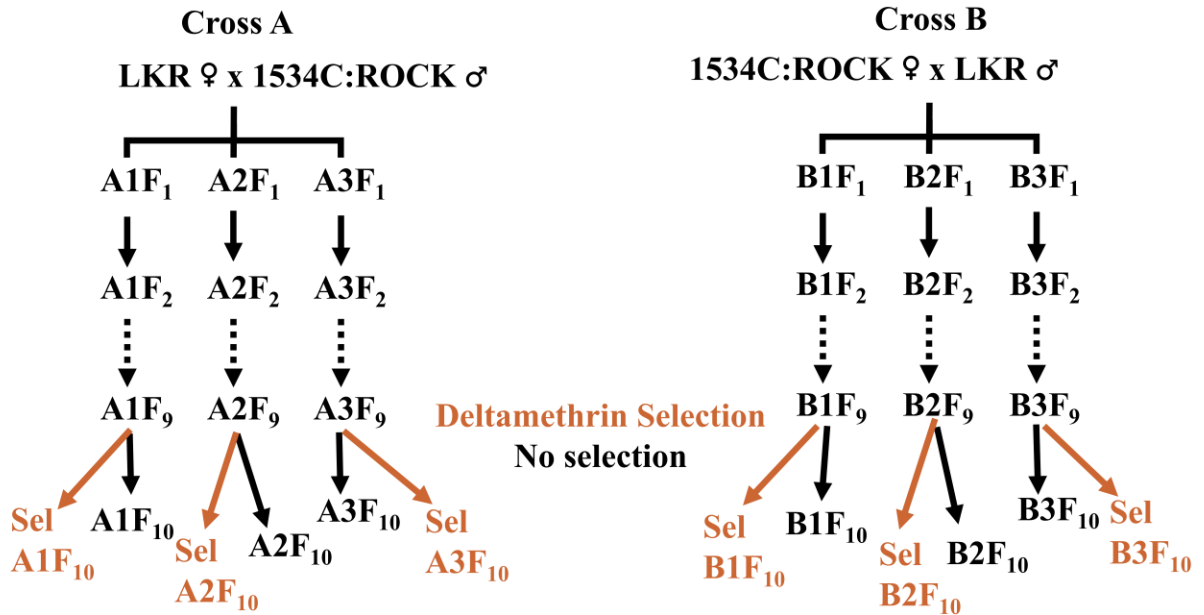 Cross A
LKR ♀ x 1534C:ROCK ♂
A1F₁ A2F₁ A3F₁
A1F₂ A2F₂ A3F₂
A1F₉ A2F₉ A3F₉
Sel
A1F₁₀
A1F₁₀
Sel
A2F₁₀
A2F₁₀
A3F₁₀
Sel
A3F₁₀
Deltamethrin Selection
No selection
Cross B
1534C:ROCK ♀ x LKR ♂
B1F₁ B2F₁ B3F₁
B1F₂ B2F₂ B3F₂
B1F₉ B2F₉ B3F₉
Sel
B1F₁₀
B1F₁₀
Sel
B2F₁₀
B2F₁₀
B3F₁₀
Sel
B3F₁₀